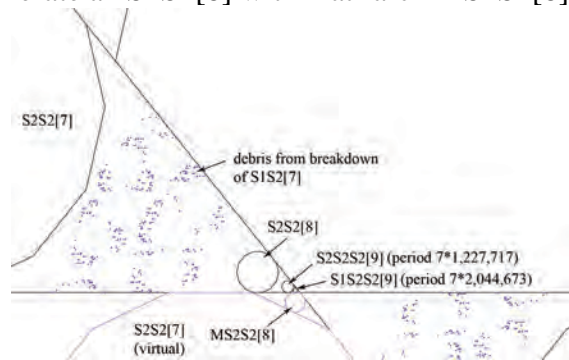 S2S2[7]
debris from breakdown
of S1S2[7]
S2S2[8]
S2S2S2[9] (period 7*1,227,717)
S1S2S2[9] (period 7*2,044,673)
S2S2[7]
(virtual)
MS2S2[8]